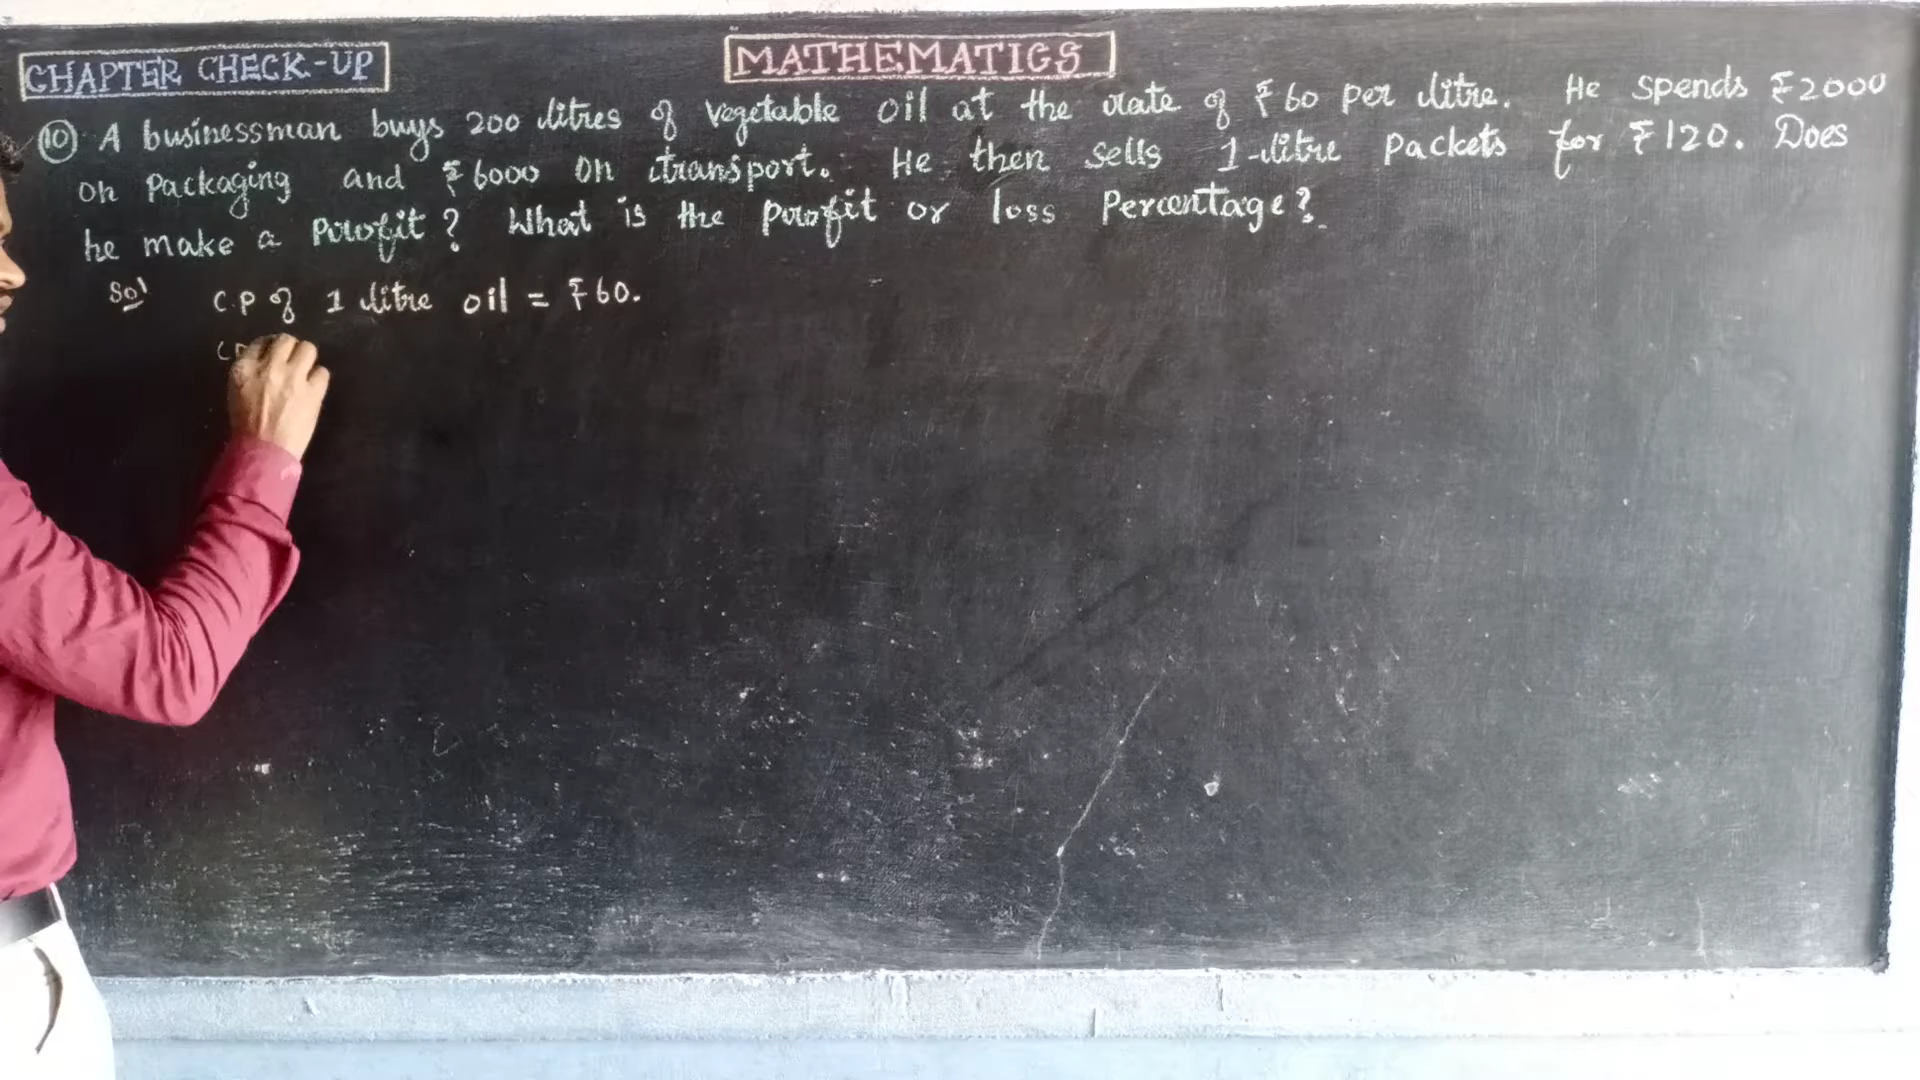 CHAPTER CHECK-UP
MATHEMATICS
⑩ A businessman buys 200 litres of vegetable oil at the rate of ₹60 per litre. He spends ₹2000
on packaging and ₹6000 on transport. He then sells 1-litre packets for ₹120. Does
he make a profit? What is the profit or loss percentage?
Sol C.P of 1 litre oil = ₹60.